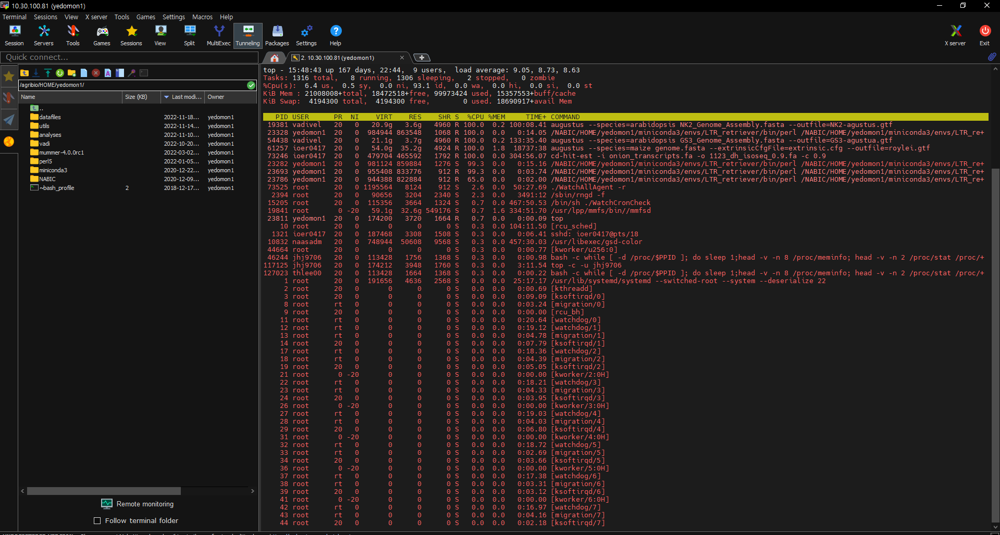 10.30.100.81 (yedomon1)
Terminal Sessions View X server Tools Games Settings Macros Help
Session Servers Tools Games Sessions View Split MultiExec Tunneling Packages Settings Help X server Exit
Quick connect...
2. 10.30.100.81 (yedomon1)
/agribio/HOME/yedomon1/
Name Size (KB) Last modi... Owner
..
datafiles 2022-11-18... yedomon1
utils 2022-11-14... yedomon1
analyses 2022-11-10... yedomon1
vadi 2022-10-20... yedomon1
mummer-4.0.0rc1 2022-03-02... yedomon1
perl5 2022-01-05... yedomon1
miniconda3 2020-12-22... yedomon1
NABIC 2020-12-09... yedomon1
~bash_profile 2 2018-12-17... yedomon1
Remote monitoring
Follow terminal folder
top - 15:48:43 up 167 days, 22:44,  9 users,  load average: 9.05, 8.73, 8.63
Tasks: 1316 total,   8 running, 1306 sleeping,   2 stopped,   0 zombie
%Cpu(s):  6.4 us,  0.5 sy,  0.0 ni, 93.1 id,  0.0 wa,  0.0 hi,  0.0 si,  0.0 st
KiB Mem : 21008008+total, 18472518+free, 99973424 used, 15357553+buff/cache
KiB Swap:  4194300 total,  4194300 free,        0 used. 18690917+avail Mem
PID USER PR NI VIRT RES SHR S %CPU %MEM TIME+ COMMAND
19381 vadivel 20 0 20.9g 3.6g 4960 R 100.0 0.2 100:08.41 augustus --species=arabidopsis NK2_Genome_Assembly.fasta --outfile=NK2-agustus.gtf
23328 yedomon1 20 0 984944 863548 1068 R 100.0 0.0 0:14.05 /NABIC/HOME/yedomon1/miniconda3/envs/LTR_retriever/bin/perl /NABIC/HOME/yedomon1/miniconda3/envs/LTR_re+
54438 vadivel 20 0 21.1g 3.7g 4960 R 100.0 0.2 133:35.40 augustus --species=arabidopsis GS3_Genome_Assembly.fasta --outfile=GS3-agustua.gtf
61257 ioer0417 20 0 54.0g 35.2g 4924 R 100.0 1.8 18737:38 augustus --species=maize genome.fasta --extrinsicCfgFile=extrinsic.cfg --outfile=roylei.gtf
73246 ioer0417 20 0 479704 465592 1792 R 100.0 0.0 304:56.07 cd-hit-est -i onion_transcripts.fa -o 1123_dh_isoseq_0.9.fa -c 0.9
23282 yedomon1 20 0 981124 859884 1276 S 99.3 0.0 0:15.16 /NABIC/HOME/yedomon1/miniconda3/envs/LTR_retriever/bin/perl /NABIC/HOME/yedomon1/miniconda3/envs/LTR_re+
23693 yedomon1 20 0 955408 833776 912 R 99.3 0.0 0:03.74 /NABIC/HOME/yedomon1/miniconda3/envs/LTR_retriever/bin/perl /NABIC/HOME/yedomon1/miniconda3/envs/LTR_re+
23786 yedomon1 20 0 944388 822884 912 R 65.0 0.0 0:02.00 /NABIC/HOME/yedomon1/miniconda3/envs/LTR_retriever/bin/perl /NABIC/HOME/yedomon1/miniconda3/envs/LTR_re+
73525 root 20 0 1195564 8124 912 S 2.6 0.0 50:27.69 ./WatchAllAgent -r
2394 root 20 0 90656 3204 2340 S 2.3 0.0 3491:12 /sbin/rngd -f
15205 root 20 0 115356 3664 1324 S 0.7 0.0 467:50.53 /bin/sh ./WatchCronCheck
19841 root 0 -20 59.1g 32.6g 549176 S 0.7 1.6 334:51.70 /usr/lpp/mmfs/bin//mmfsd
23811 yedomon1 20 0 174200 3720 1664 R 0.7 0.0 0:00.09 top
10 root 20 0 0 0 0 S 0.3 0.0 104:11.50 [rcu_sched]
1321 ioer0417 20 0 187468 3308 1508 S 0.3 0.0 0:06.41 sshd: ioer0417@pts/18
10832 naasadm 20 0 748944 50608 9568 S 0.3 0.0 457:30.03 /usr/libexec/gsd-color
44664 root 20 0 0 0 0 S 0.3 0.0 0:00.77 [kworker/u256:0]
46244 jhj9706 20 0 113428 1756 1368 S 0.3 0.0 0:00.98 bash -c while [ -d /proc/$PPID ]; do sleep 1;head -v -n 8 /proc/meminfo; head -v -n 2 /proc/stat /proc/+
117125 jhj9706 20 0 174212 3948 1760 S 0.3 0.0 3:11.54 top -c -u jhj9706
127023 thlee00 20 0 113428 1664 1368 S 0.3 0.0 0:00.22 bash -c while [ -d /proc/$PPID ]; do sleep 1;head -v -n 8 /proc/meminfo; head -v -n 2 /proc/stat /proc/+
1 root 20 0 191656 4636 2568 S 0.0 0.0 25:17.17 /usr/lib/systemd/systemd --switched-root --system --deserialize 22
2 root 20 0 0 0 0 S 0.0 0.0 0:00.69 [kthreadd]
3 root 20 0 0 0 0 S 0.0 0.0 0:09.09 [ksoftirqd/0]
8 root rt 0 0 0 0 S 0.0 0.0 0:03.24 [migration/0]
9 root 20 0 0 0 0 S 0.0 0.0 0:00.00 [rcu_bh]
11 root rt 0 0 0 0 S 0.0 0.0 0:20.64 [watchdog/0]
12 root rt 0 0 0 0 S 0.0 0.0 0:19.12 [watchdog/1]
13 root rt 0 0 0 0 S 0.0 0.0 0:04.78 [migration/1]
14 root 20 0 0 0 0 S 0.0 0.0 0:07.79 [ksoftirqd/1]
17 root rt 0 0 0 0 S 0.0 0.0 0:18.36 [watchdog/2]
18 root rt 0 0 0 0 S 0.0 0.0 0:04.39 [migration/2]
19 root 20 0 0 0 0 S 0.0 0.0 0:05.05 [ksoftirqd/2]
21 root 0 -20 0 0 0 S 0.0 0.0 0:00.00 [kworker/2:0H]
22 root rt 0 0 0 0 S 0.0 0.0 0:18.21 [watchdog/3]
23 root rt 0 0 0 0 S 0.0 0.0 0:04.33 [migration/3]
24 root 20 0 0 0 0 S 0.0 0.0 0:03.95 [ksoftirqd/3]
26 root 0 -20 0 0 0 S 0.0 0.0 0:00.00 [kworker/3:0H]
27 root rt 0 0 0 0 S 0.0 0.0 0:19.03 [watchdog/4]
28 root rt 0 0 0 0 S 0.0 0.0 0:04.03 [migration/4]
29 root 20 0 0 0 0 S 0.0 0.0 0:06.80 [ksoftirqd/4]
31 root 0 -20 0 0 0 S 0.0 0.0 0:00.00 [kworker/4:0H]
32 root rt 0 0 0 0 S 0.0 0.0 0:18.72 [watchdog/5]
33 root rt 0 0 0 0 S 0.0 0.0 0:02.69 [migration/5]
34 root 20 0 0 0 0 S 0.0 0.0 0:03.66 [ksoftirqd/5]
36 root 0 -20 0 0 0 S 0.0 0.0 0:00.00 [kworker/5:0H]
37 root rt 0 0 0 0 S 0.0 0.0 0:17.38 [watchdog/6]
38 root rt 0 0 0 0 S 0.0 0.0 0:03.31 [migration/6]
39 root 20 0 0 0 0 S 0.0 0.0 0:03.12 [ksoftirqd/6]
41 root 0 -20 0 0 0 S 0.0 0.0 0:00.00 [kworker/6:0H]
42 root rt 0 0 0 0 S 0.0 0.0 0:16.97 [watchdog/7]
43 root rt 0 0 0 0 S 0.0 0.0 0:04.16 [migration/7]
44 root 20 0 0 0 0 S 0.0 0.0 0:02.18 [ksoftirqd/7]